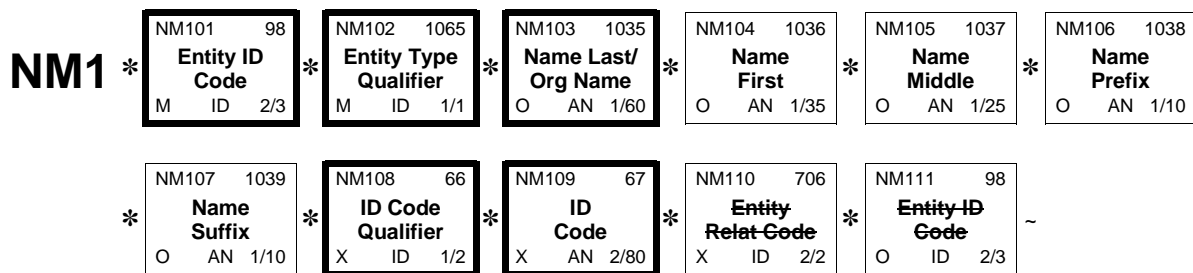 NM1 * NM101 98 Entity ID Code M ID 2/3 * NM102 1065 Entity Type Qualifier M ID 1/1 * NM103 1035 Name Last/ Org Name O AN 1/60 * NM104 1036 Name First O AN 1/35 * NM105 1037 Name Middle O AN 1/25 * NM106 1038 Name Prefix O AN 1/10
* NM107 1039 Name Suffix O AN 1/10 * NM108 66 ID Code Qualifier X ID 1/2 * NM109 67 ID Code X AN 2/80 * NM110 706 Entity Relat Code X ID 2/2 * NM111 98 Entity ID Code O ID 2/3 ~